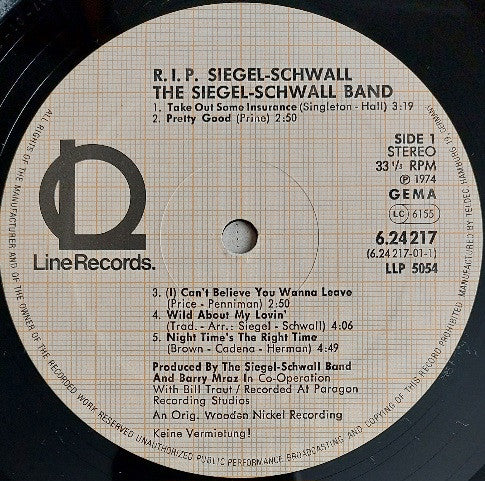 R.I.P. SIEGEL-SCHWALL
THE SIEGEL-SCHWALL BAND
1. Take Out Some Insurance (Singleton - Hall) 3:19
2. Pretty Good (Prine) 2:50
SIDE 1
STEREO
33 1/3 RPM
Ⓟ 1974
GEMA
LC 6155
6.24217
(6.24 217-01-1)
LLP 5054
Line Records.
3. (I) Can't Believe You Wanna Leave
(Price - Penniman) 2:50
4. Wild About My Lovin'
(Trad. - Arr.: Siegel - Schwall) 4:06
5. Night Time's The Right Time
(Brown - Cadena - Herman) 4:49
Produced By The Siegel-Schwall Band
And Barry Mraz In Co-Operation
With Bill Traut / Recorded At Paragon
Recording Studios
An Orig. Wooden Nickel Recording
Keine Vermietung!
ALL RIGHTS OF THE MANUFACTURER AND OF THE OWNER OF THE RECORDED WORK RESERVED UNAUTHORIZED PUBLIC PERFORMANCE BROADCASTING AND COPYING OF THIS RECORD PROHIBITED MANUFACTURED BY TELDEC HAMBURG 19, GERMANY